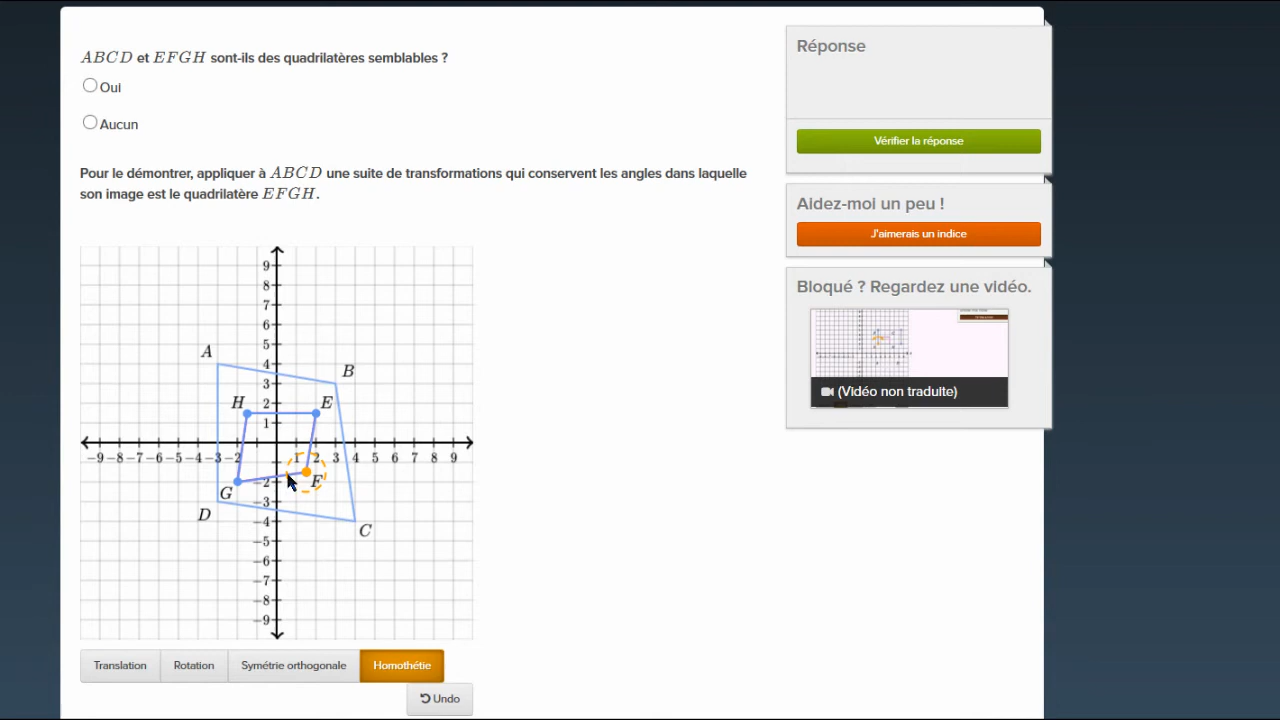 ABCD et EFGH sont-ils des quadrilatères semblables ?
Oui
Aucun
Pour le démontrer, appliquer à ABCD une suite de transformations qui conservent les angles dans laquelle
son image est le quadrilatère EFGH.
9
8
7
6
5
A
4
B
3
H
2
E
1
−9 −8 −7 −6 −5 −4 −3 −2
1 2 3 4 5 6 7 8 9
−2
F
G
−3
D
−4
C
−5
−6
−7
−8
−9
Translation
Rotation
Symétrie orthogonale
Homothétie
Undo
Réponse
Vérifier la réponse
Aidez-moi un peu !
J'aimerais un indice
Bloqué ? Regardez une vidéo.
(Vidéo non traduite)